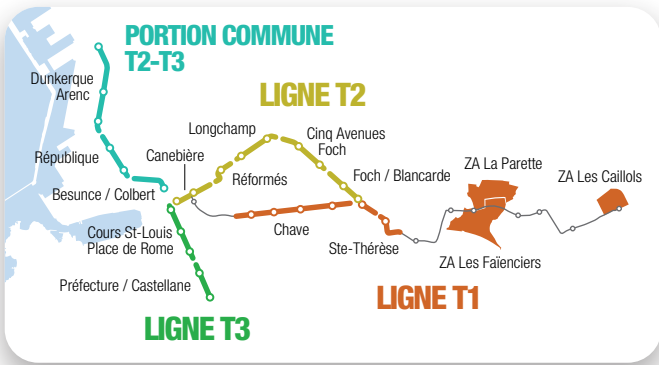 PORTION COMMUNE
T2-T3
Dunkerque
Arenc
LIGNE T2
Longchamp
Cinq Avenues
Foch
République
Canebière
Réformés
Foch / Blancarde
ZA La Parette
ZA Les Caillols
Besunce / Colbert
Cours St-Louis
Place de Rome
Chave
Ste-Thérèse
ZA Les Faïenciers
Préfecture / Castellane
LIGNE T1
LIGNE T3